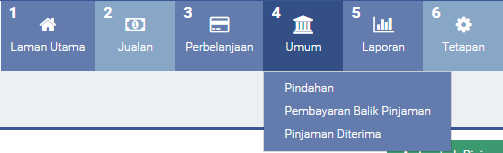 1 2 3 4 5 6
Laman Utama Jualan Perbelanjaan Umum Laporan Tetapan
Pindahan
Pembayaran Balik Pinjaman
Pinjaman Diterima